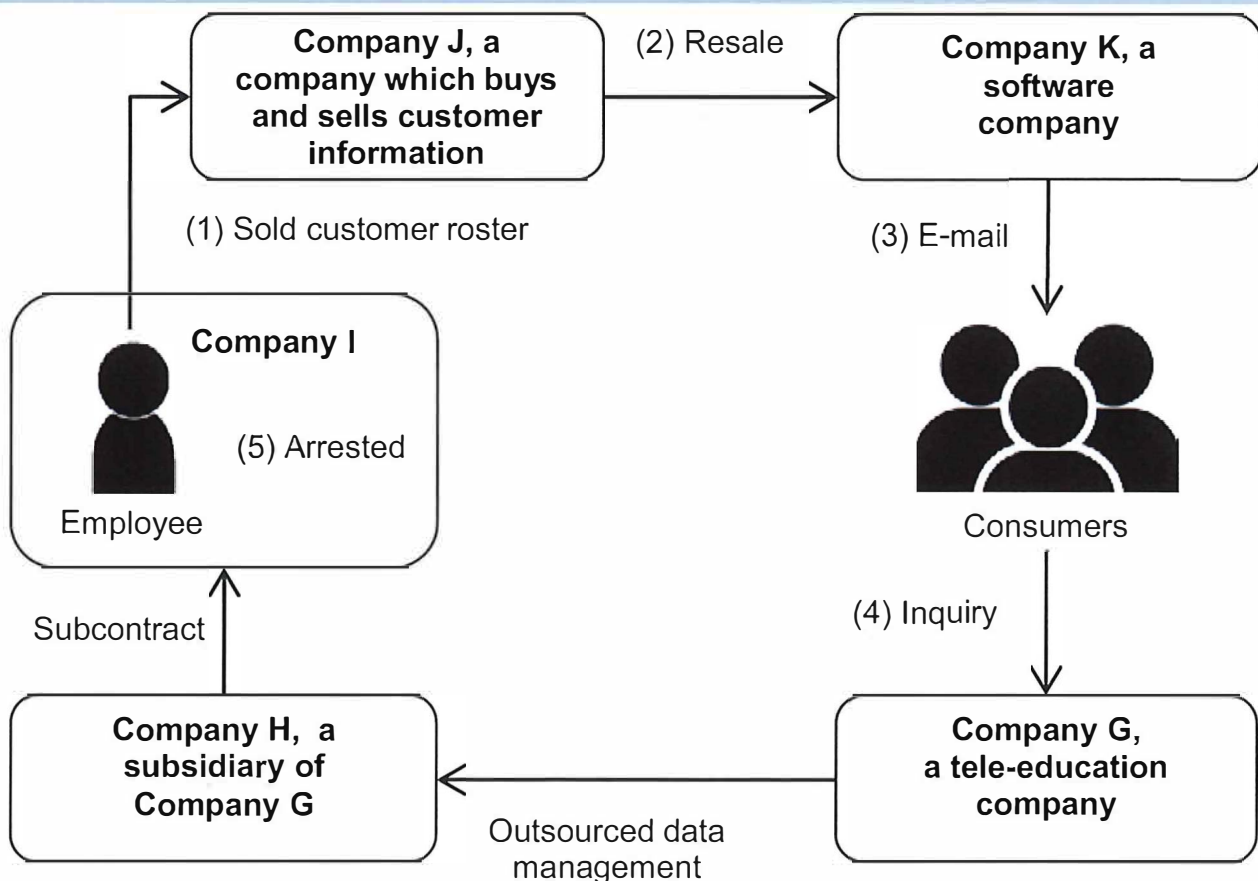 Company J, a
company which buys
and sells customer
information
(2) Resale
Company K, a
software
company
(1) Sold customer roster
(3) E-mail
Company I
(5) Arrested
Employee
Consumers
Subcontract
(4) Inquiry
Company H, a
subsidiary of
Company G
Company G,
a tele-education
company
Outsourced data
management